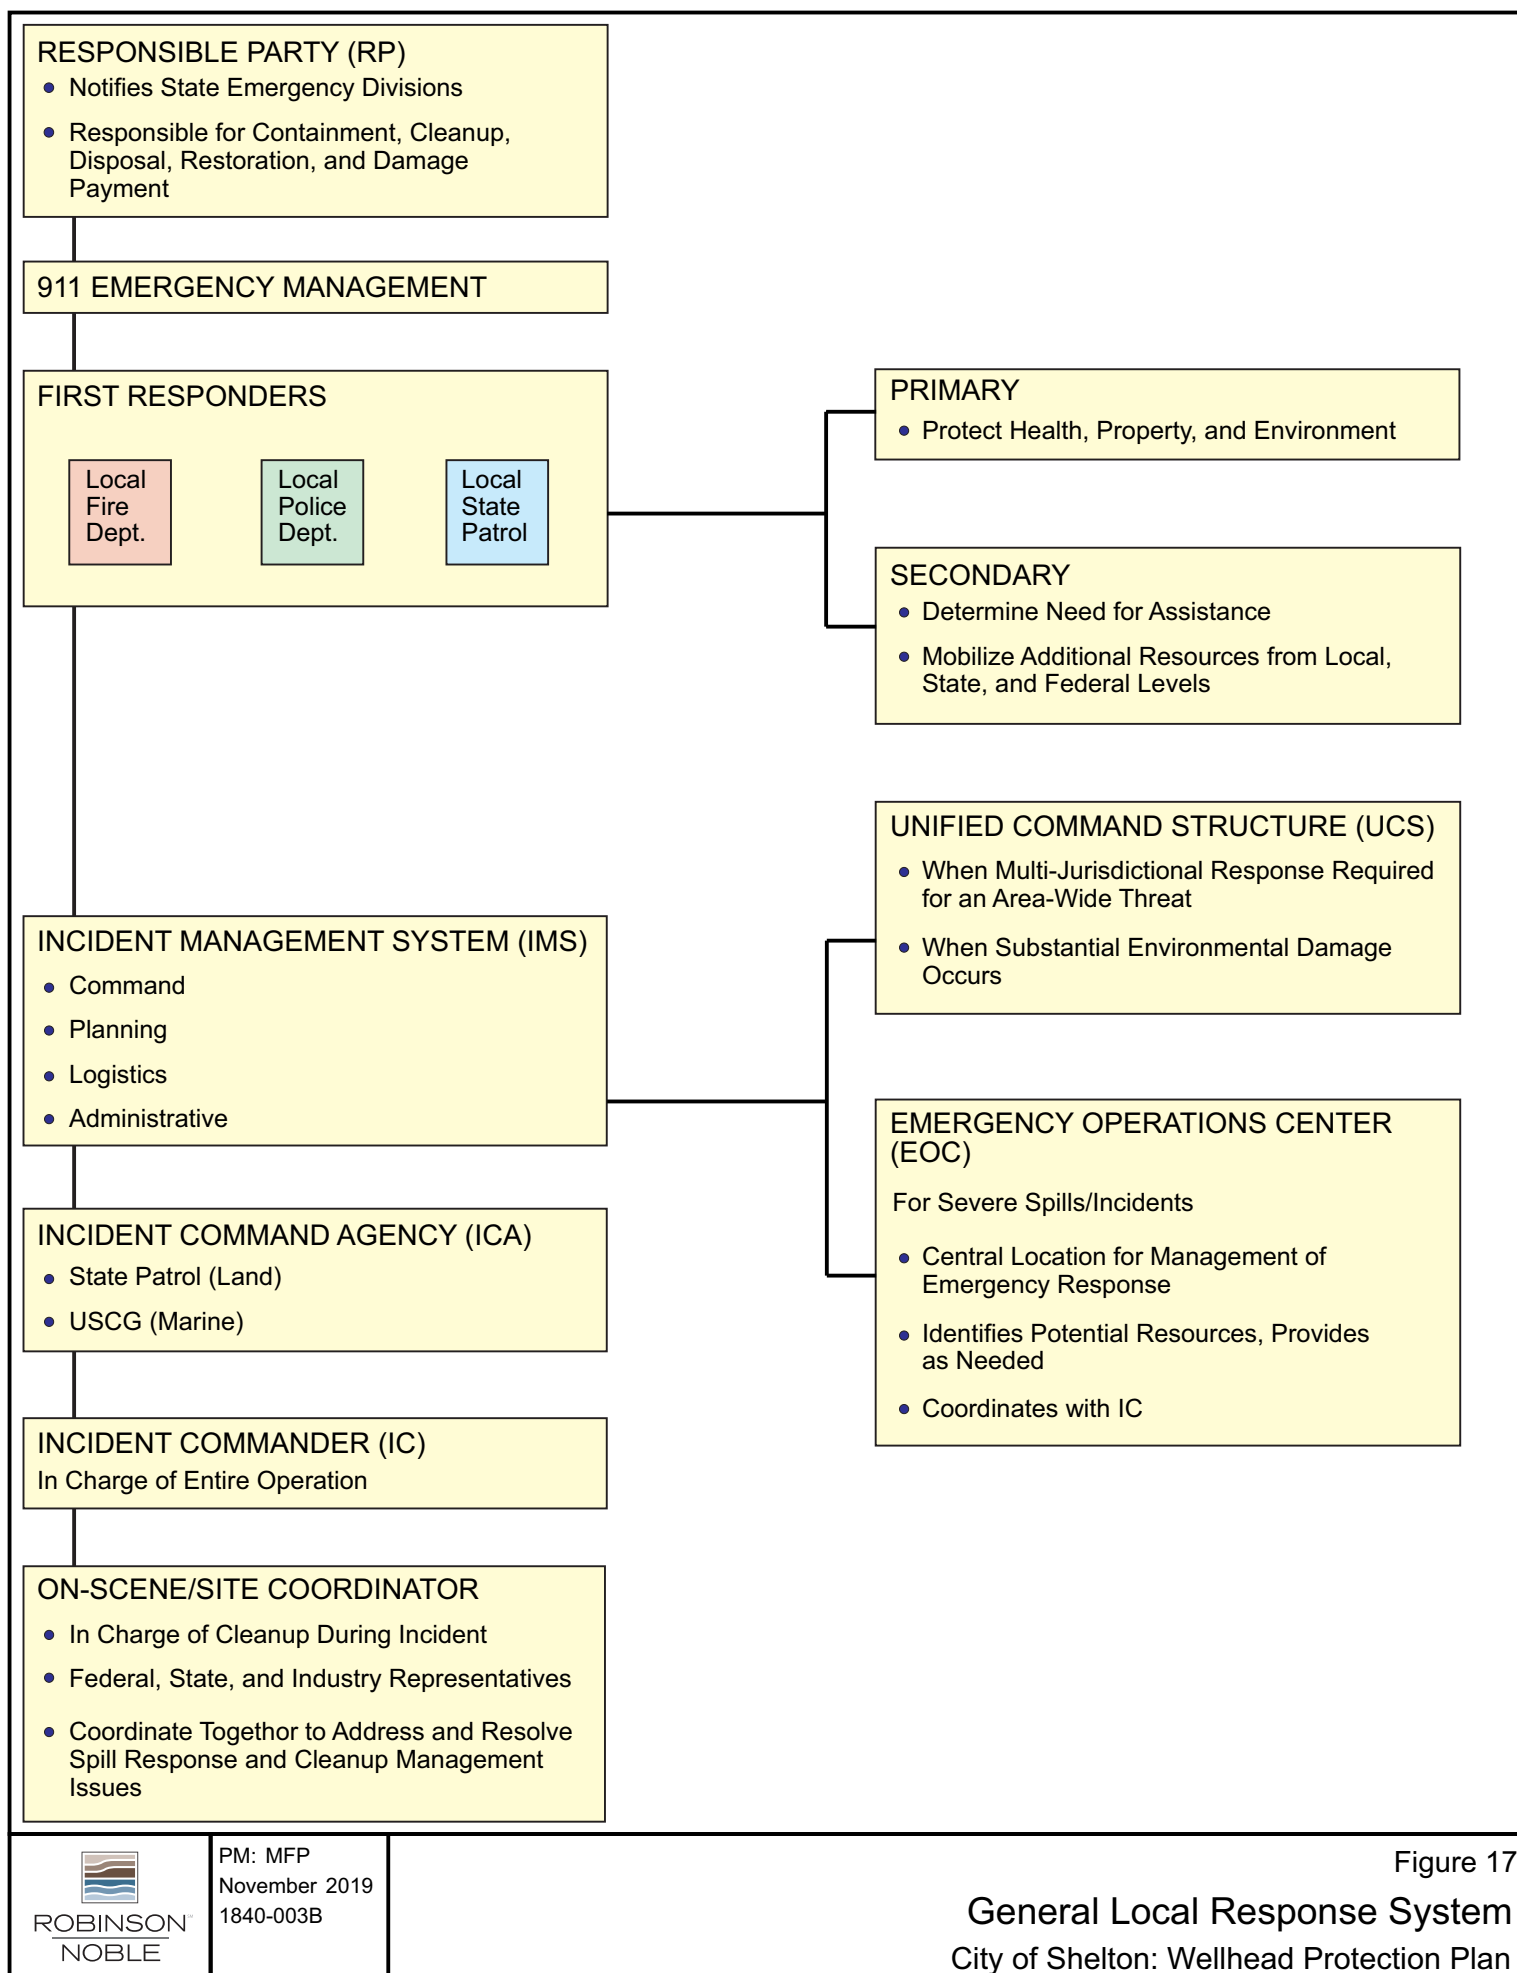 RESPONSIBLE PARTY (RP)
• Notifies State Emergency Divisions
• Responsible for Containment, Cleanup,
Disposal, Restoration, and Damage
Payment
911 EMERGENCY MANAGEMENT
FIRST RESPONDERS
Local
Fire
Dept.
Local
Police
Dept.
Local
State
Patrol
PRIMARY
• Protect Health, Property, and Environment
SECONDARY
• Determine Need for Assistance
• Mobilize Additional Resources from Local,
State, and Federal Levels
INCIDENT MANAGEMENT SYSTEM (IMS)
• Command
• Planning
• Logistics
• Administrative
UNIFIED COMMAND STRUCTURE (UCS)
• When Multi-Jurisdictional Response Required
for an Area-Wide Threat
• When Substantial Environmental Damage
Occurs
EMERGENCY OPERATIONS CENTER
(EOC)
For Severe Spills/Incidents
• Central Location for Management of
Emergency Response
• Identifies Potential Resources, Provides
as Needed
• Coordinates with IC
INCIDENT COMMAND AGENCY (ICA)
• State Patrol (Land)
• USCG (Marine)
INCIDENT COMMANDER (IC)
In Charge of Entire Operation
ON-SCENE/SITE COORDINATOR
• In Charge of Cleanup During Incident
• Federal, State, and Industry Representatives
• Coordinate Togethor to Address and Resolve
Spill Response and Cleanup Management
Issues
ROBINSON
NOBLE
PM: MFP
November 2019
1840-003B
Figure 17
General Local Response System
City of Shelton: Wellhead Protection Plan